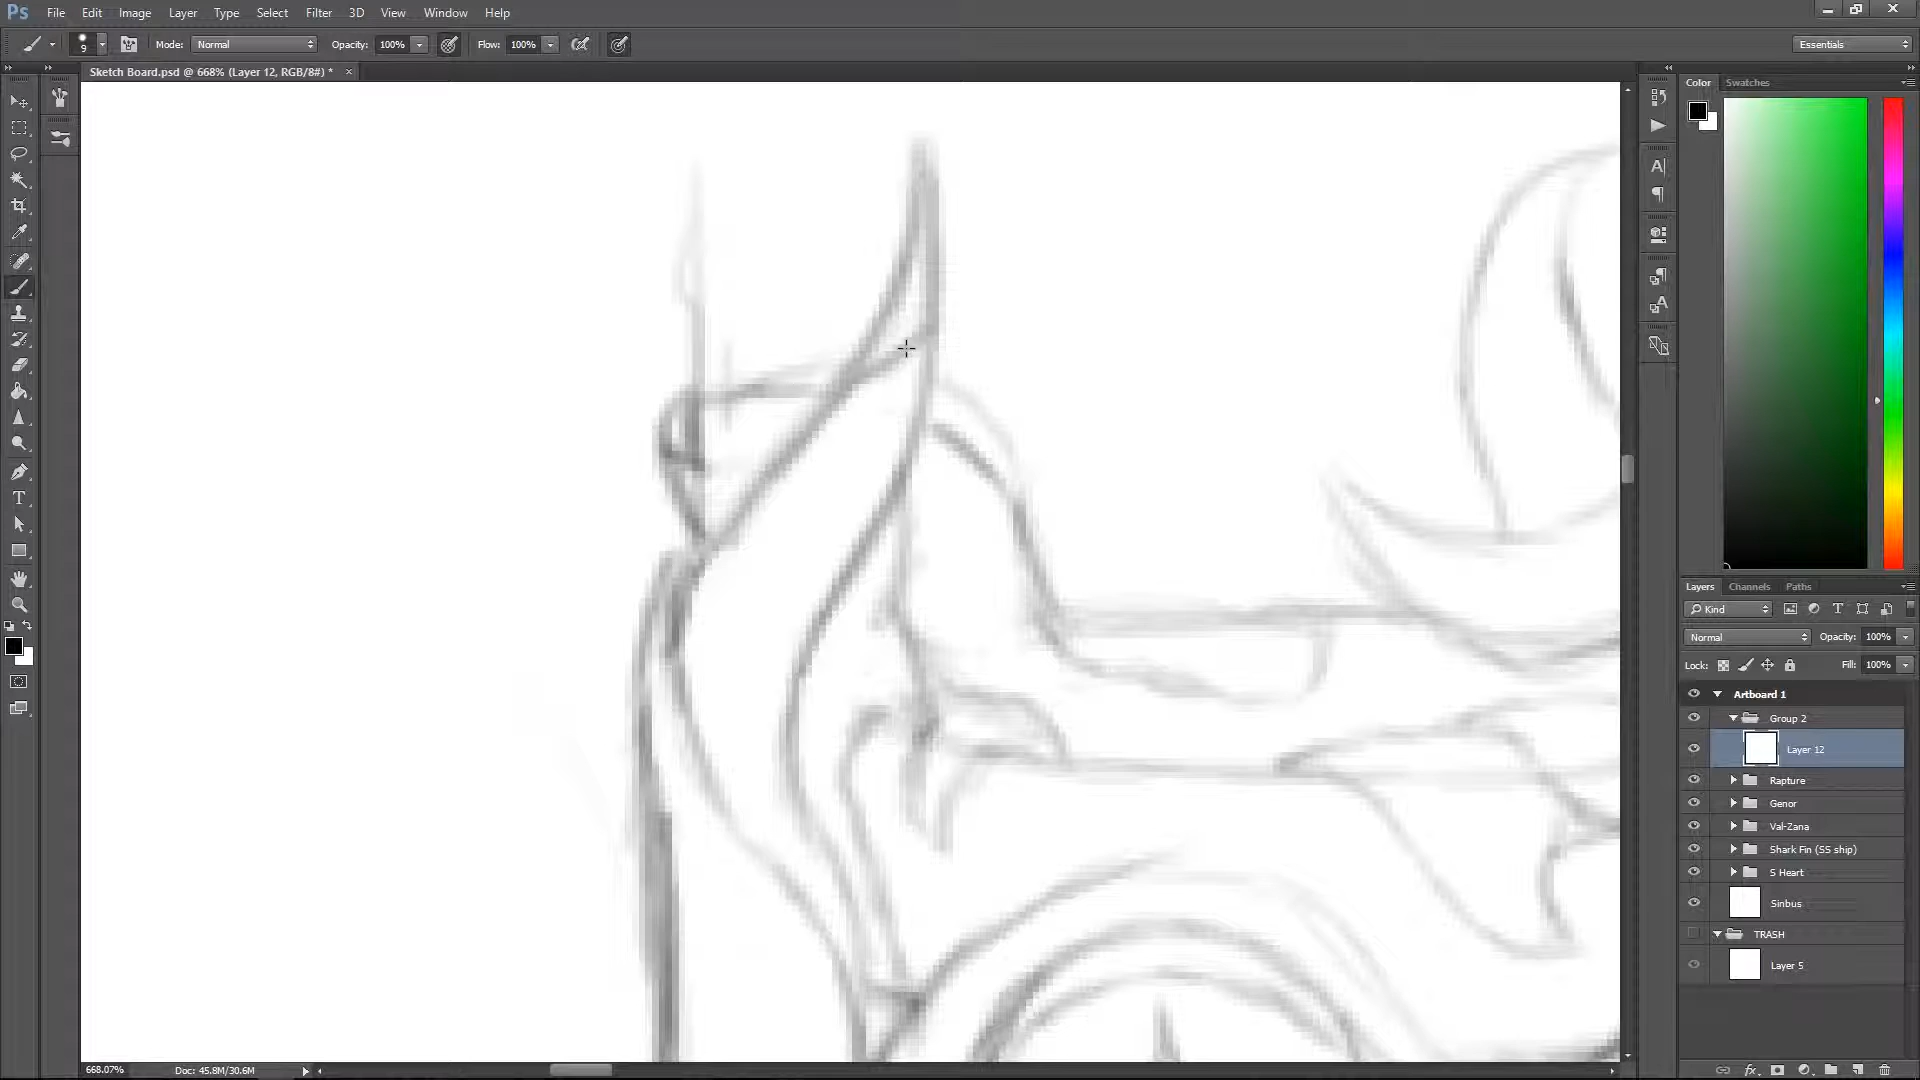 Ps File Edit Image Layer Type Select Filter 3D View Window Help
9 Mode: Normal Opacity: 100% Flow: 100% Essentials
Sketch Board.psd @ 668% (Layer 12, RGB/8#) * ×
Color Swatches
Layers Channels Paths
Kind
Normal Opacity: 100%
Lock: Fill: 100%
Artboard 1
Group 2
Layer 12
Rapture
Genor
Val-Zana
Shark Fin (S5 ship)
S Heart
Sinbus
TRASH
Layer 5
668.07% Doc: 45.8M/30.6M